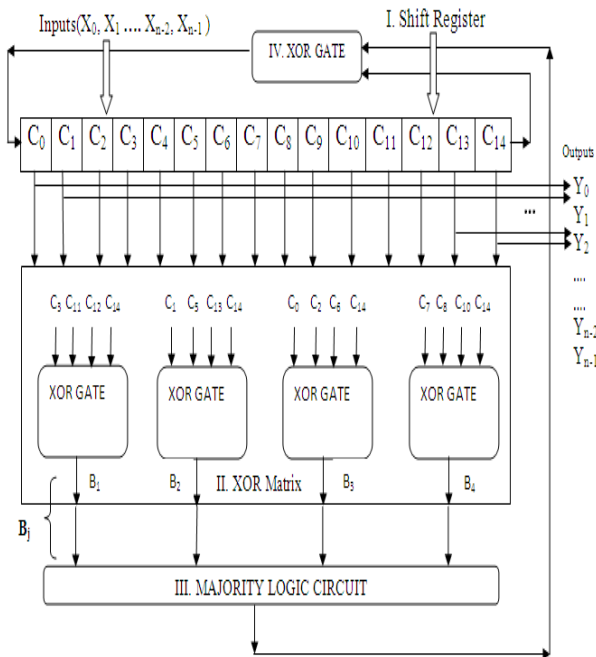 Inputs(X0, X1 .... Xn-2, Xn-1 )
I. Shift Register
IV. XOR GATE
C0 C1 C2 C3 C4 C5 C6 C7 C8 C9 C10 C11 C12 C13 C14
Outputs
Y0
...
Y1
Y2
....
....
Yn-2
Yn-1
C3 C11 C12 C14
C1 C5 C13 C14
C0 C2 C6 C14
C7 C8 C10 C14
XOR GATE
XOR GATE
XOR GATE
XOR GATE
B1
B2
B3
B4
II. XOR Matrix
Bj
III. MAJORITY LOGIC CIRCUIT